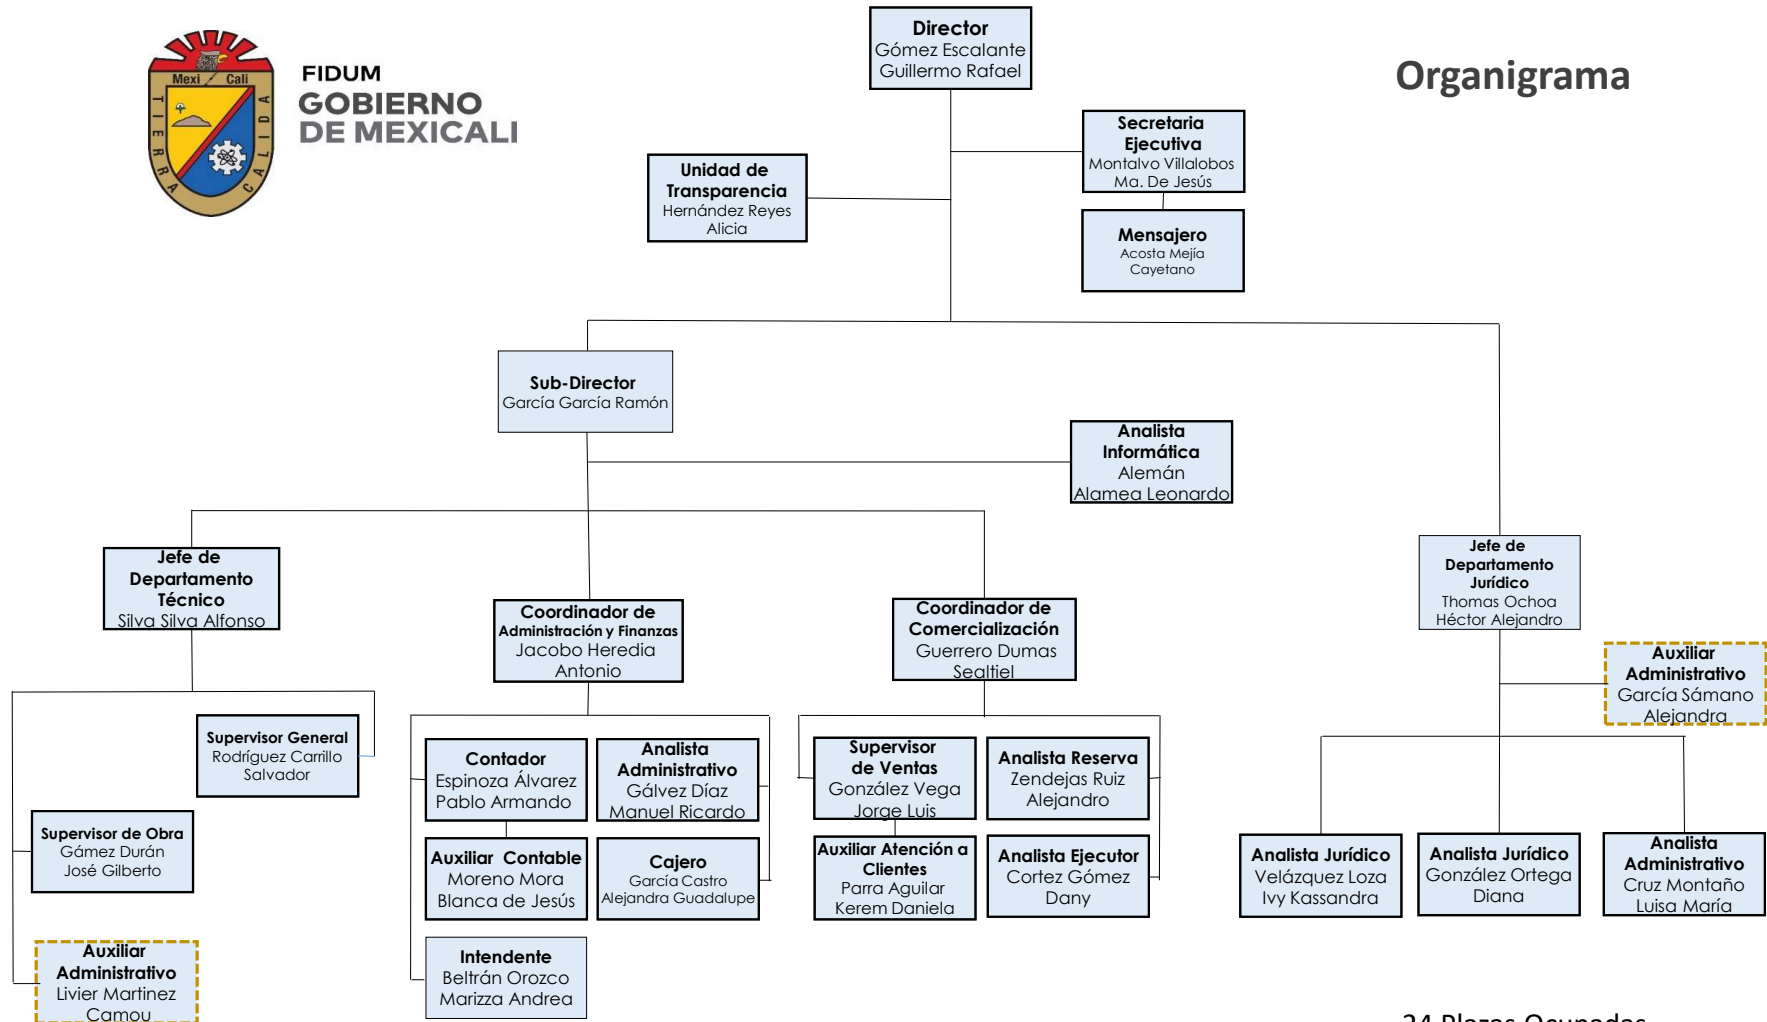 Mexi Cali
TIERRA
CALIDA
FIDUM
GOBIERNO
DE MEXICALI
Organigrama
Director
Gómez Escalante
Guillermo Rafael
Secretaria
Ejecutiva
Montalvo Villalobos
Ma. De Jesús
Unidad de
Transparencia
Hernández Reyes
Alicia
Mensajero
Acosta Mejía
Cayetano
Sub-Director
García García Ramón
Analista
Informática
Alemán
Alamea Leonardo
Jefe de
Departamento
Técnico
Silva Silva Alfonso
Coordinador de
Administración y Finanzas
Jacobo Heredia
Antonio
Coordinador de
Comercialización
Guerrero Dumas
Sealtiel
Jefe de
Departamento
Jurídico
Thomas Ochoa
Héctor Alejandro
Auxiliar
Administrativo
García Sámano
Alejandra
Supervisor General
Rodríguez Carrillo
Salvador
Contador
Espinoza Álvarez
Pablo Armando
Analista
Administrativo
Gálvez Díaz
Manuel Ricardo
Supervisor
de Ventas
González Vega
Jorge Luis
Analista Reserva
Zendejas Ruiz
Alejandro
Supervisor de Obra
Gámez Durán
José Gilberto
Auxiliar Contable
Moreno Mora
Blanca de Jesús
Cajero
García Castro
Alejandra Guadalupe
Auxiliar Atención a
Clientes
Parra Aguilar
Kerem Daniela
Analista Ejecutor
Cortez Gómez
Dany
Analista Jurídico
Velázquez Loza
Ivy Kassandra
Analista Jurídico
González Ortega
Diana
Analista
Administrativo
Cruz Montaño
Luisa María
Auxiliar
Administrativo
Livier Martinez
Camou
Intendente
Beltrán Orozco
Marizza Andrea
24 Plazas Ocupadas